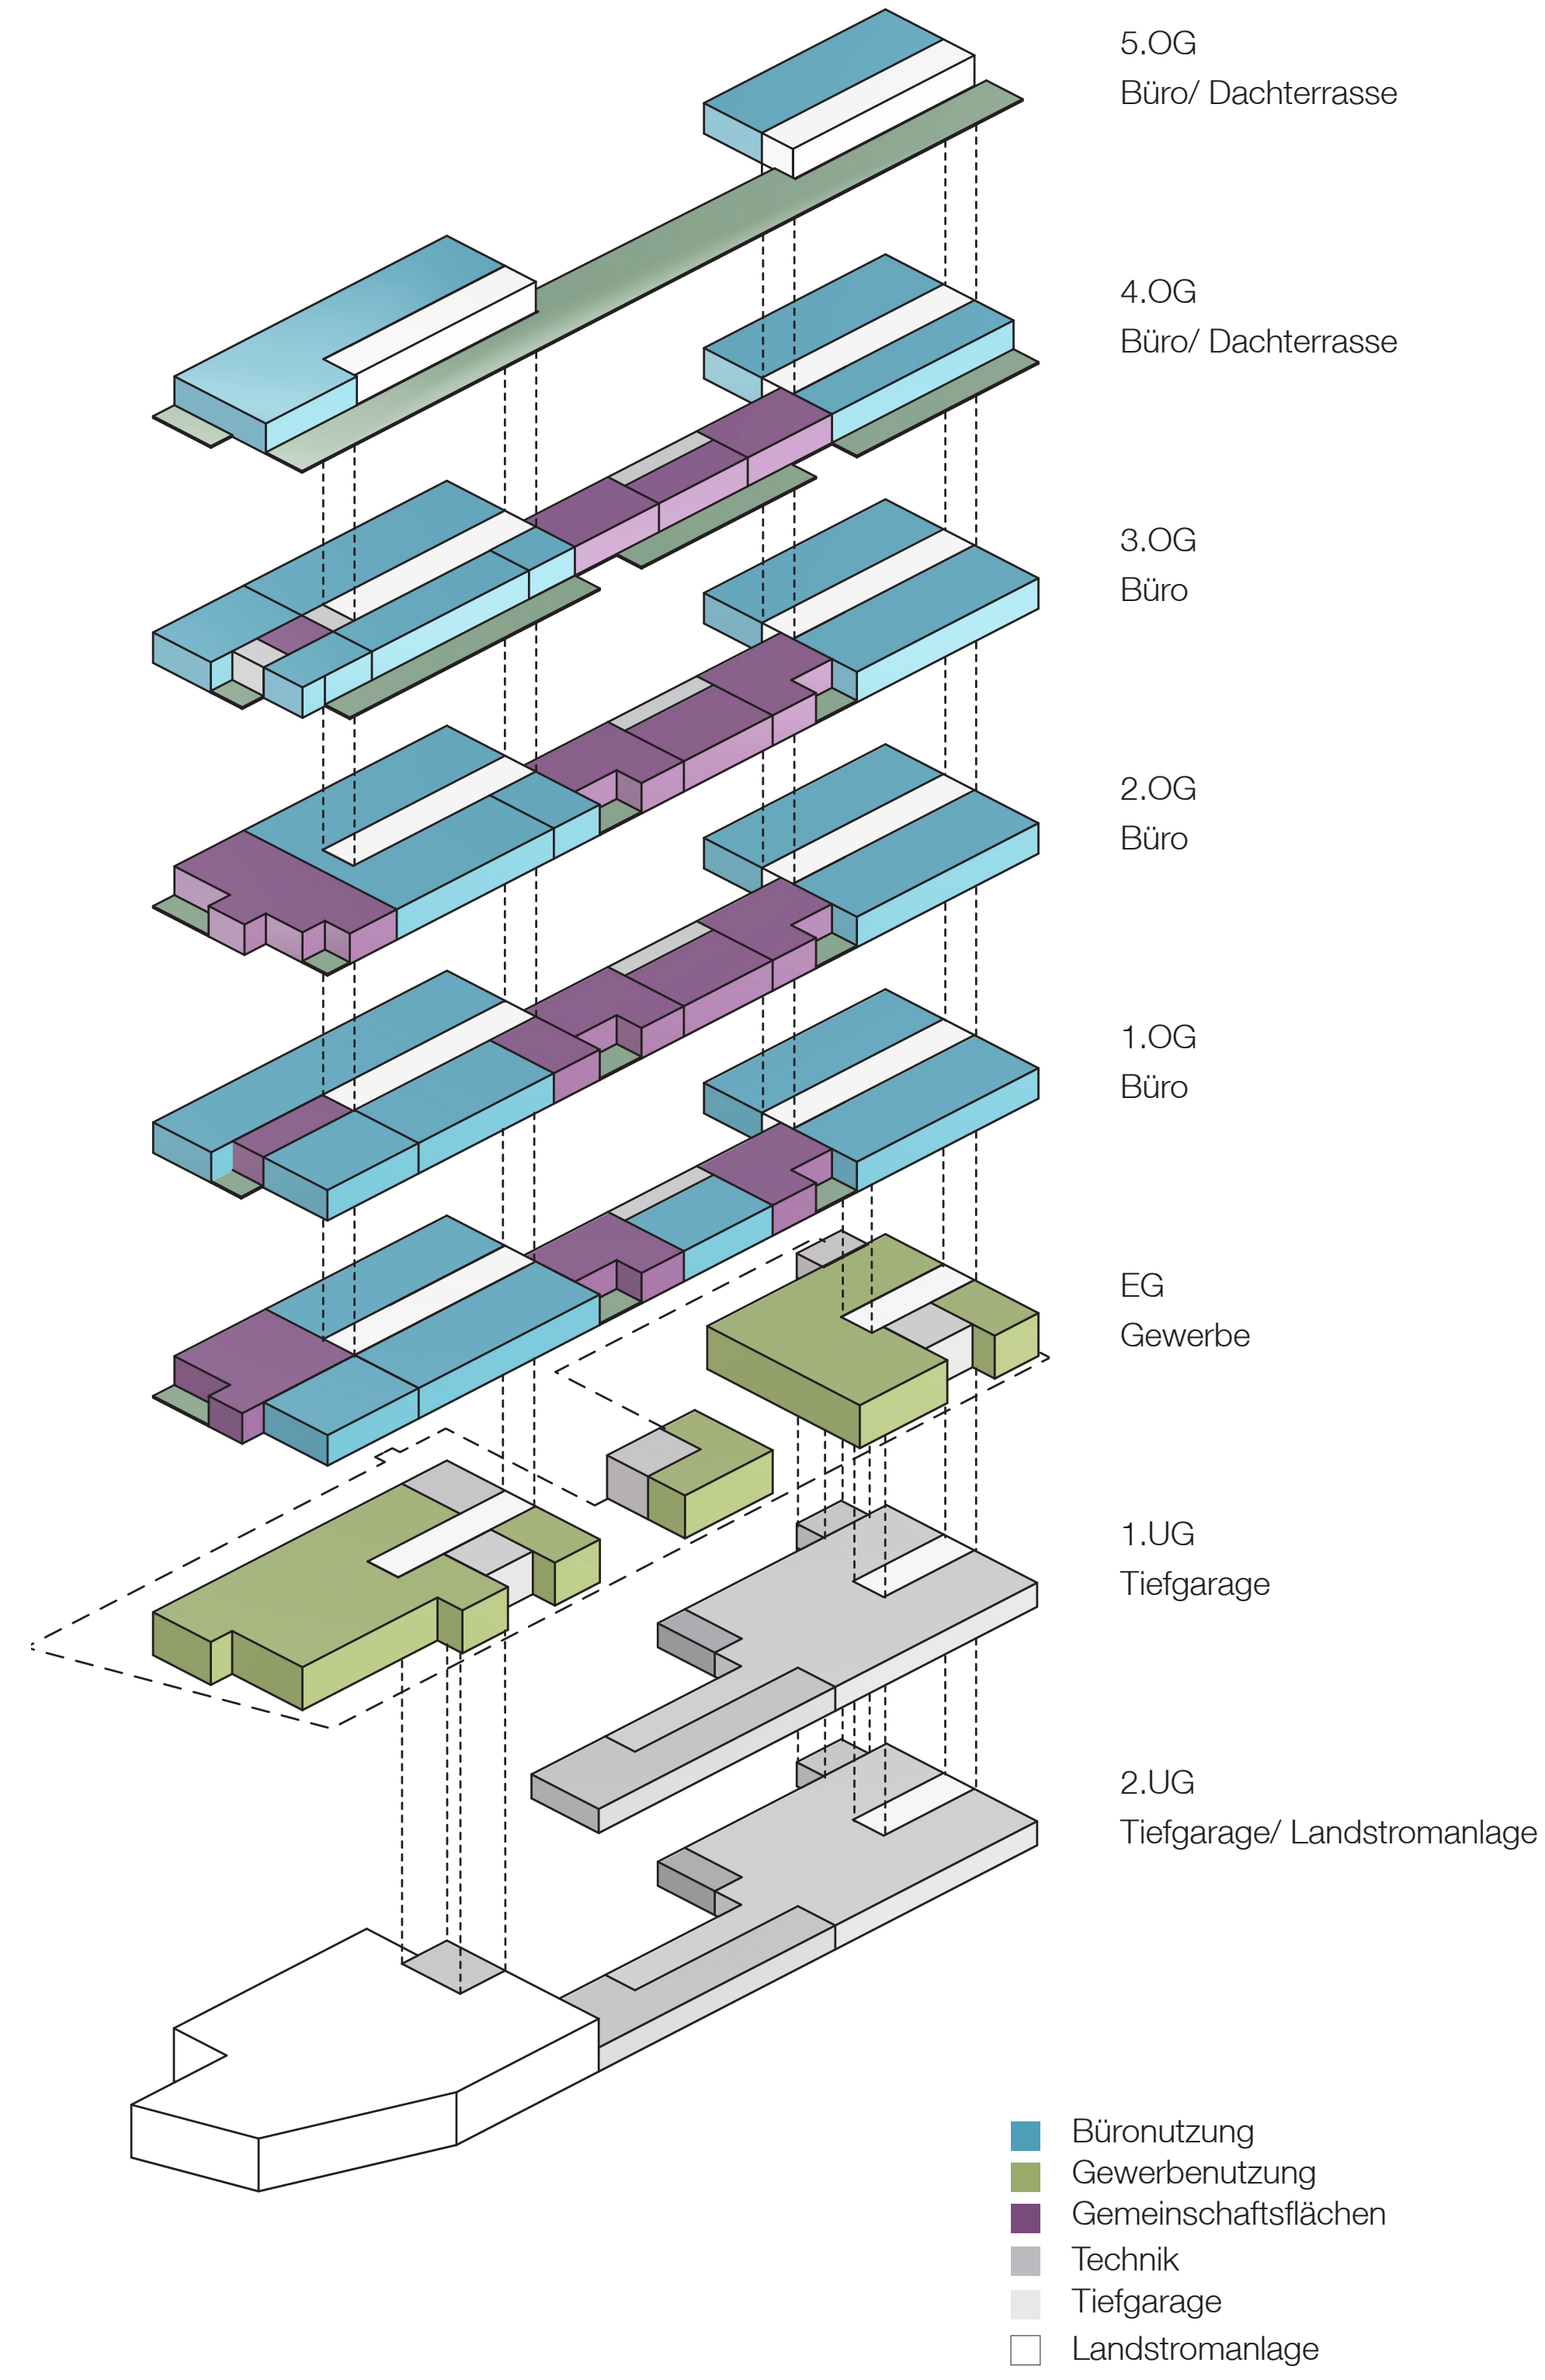 5.OG
Büro/ Dachterrasse
4.OG
Büro/ Dachterrasse
3.OG
Büro
2.OG
Büro
1.OG
Büro
EG
Gewerbe
1.UG
Tiefgarage
2.UG
Tiefgarage/ Landstromanlage
Büronutzung
Gewerbenutzung
Gemeinschaftsflächen
Technik
Tiefgarage
Landstromanlage